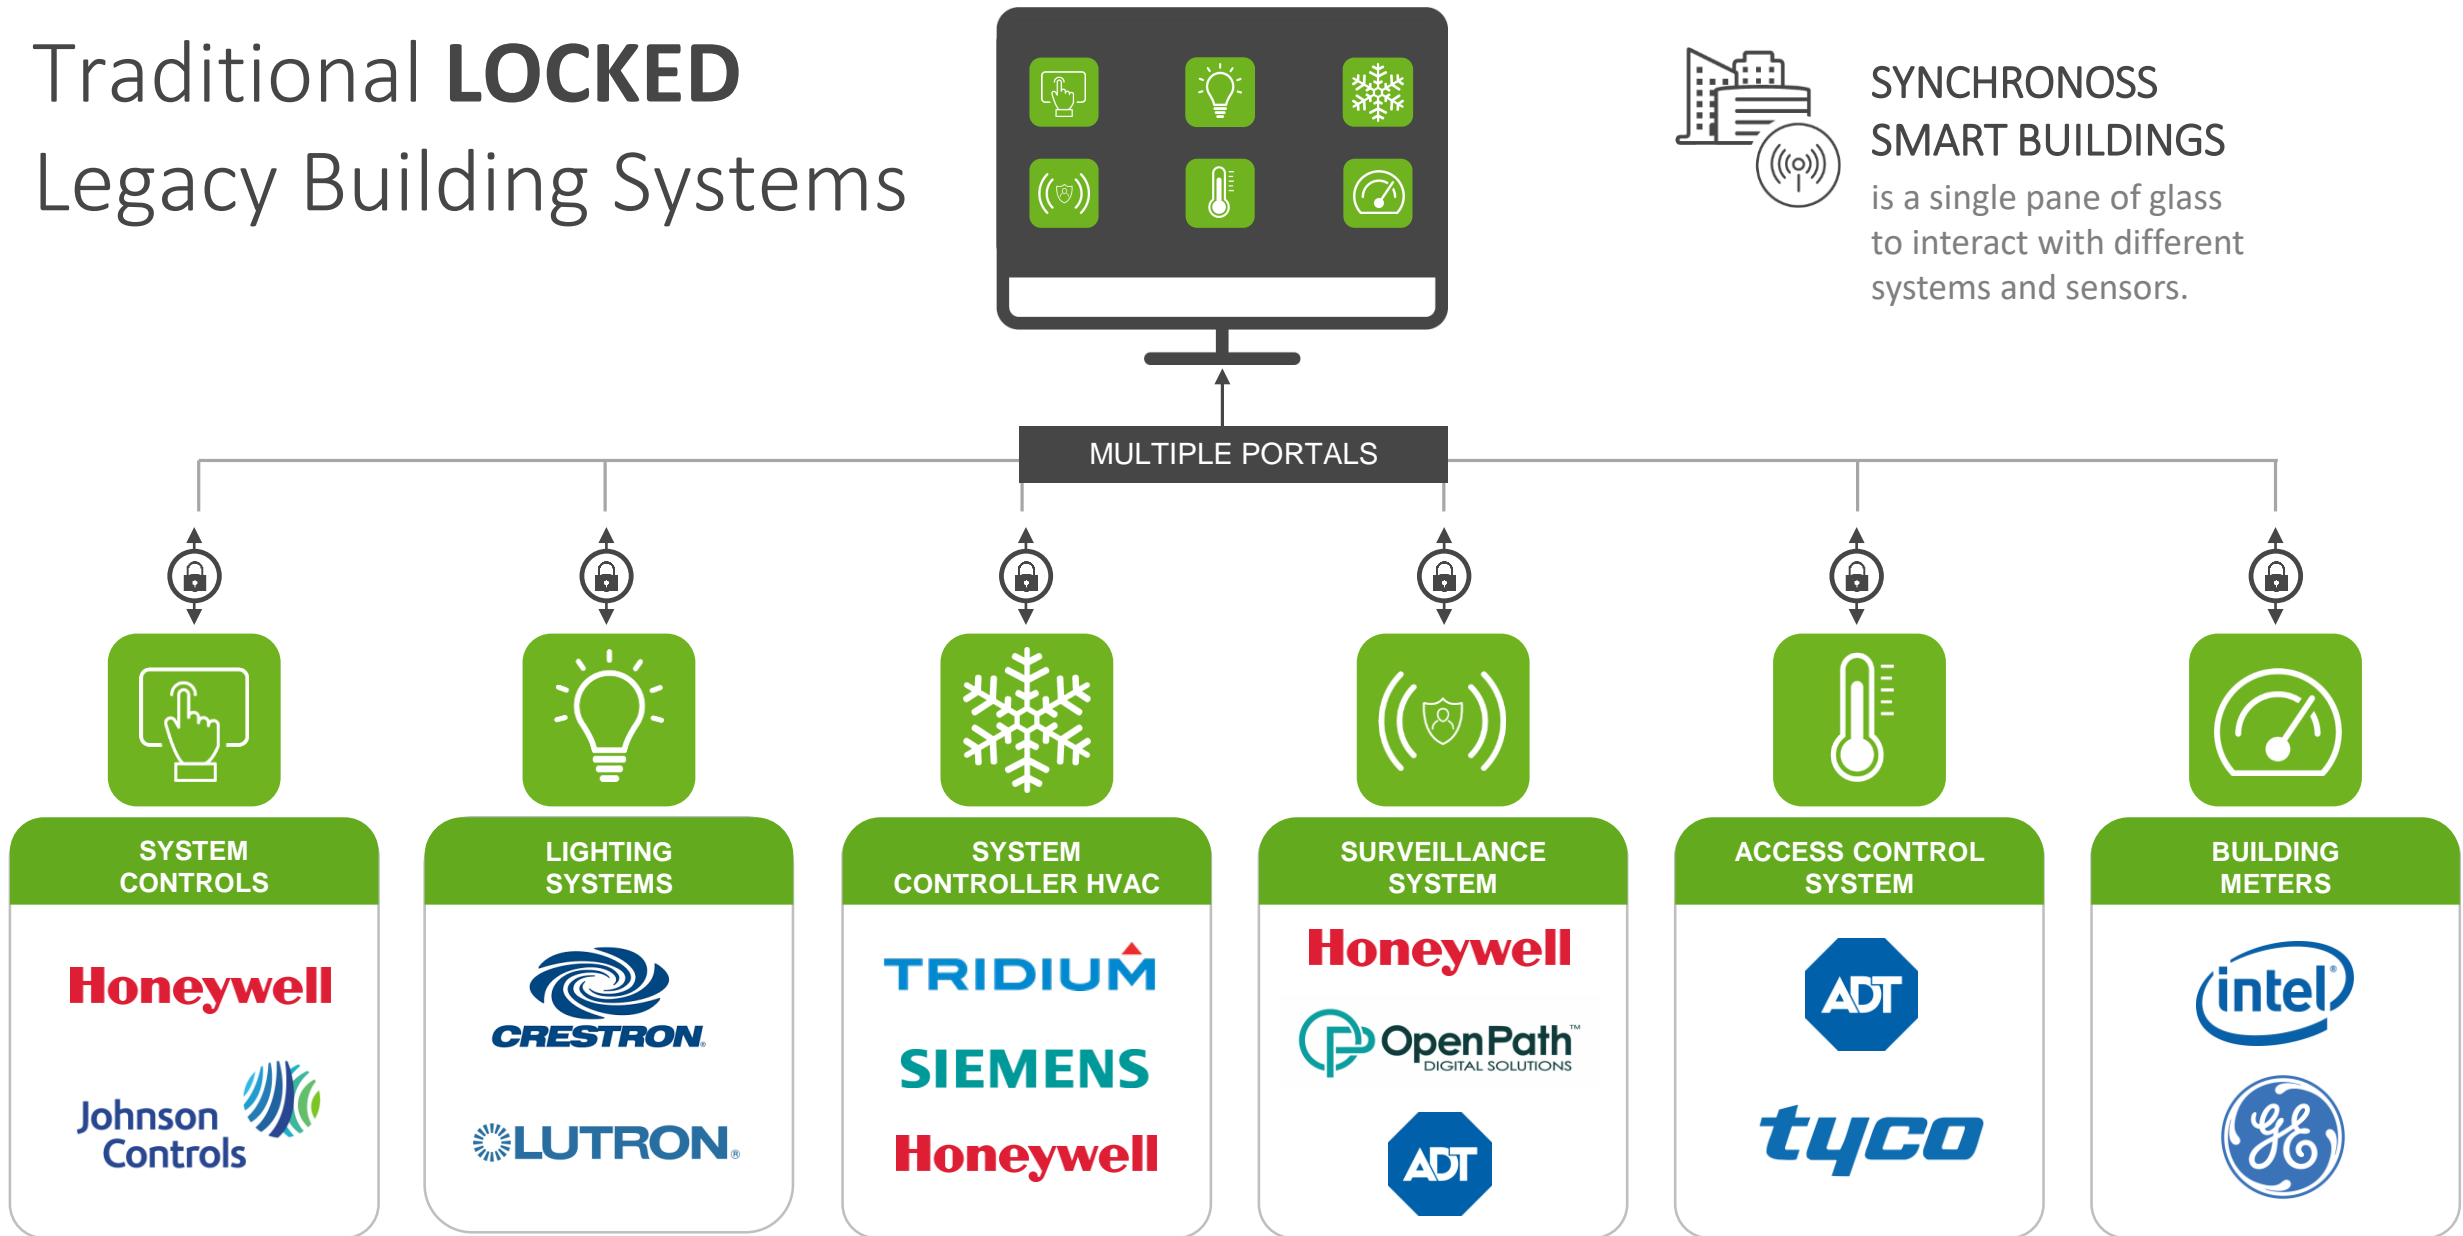 Traditional LOCKED
Legacy Building Systems
SYNCHRONOSS
SMART BUILDINGS
is a single pane of glass
to interact with different
systems and sensors.
MULTIPLE PORTALS
SYSTEM
CONTROLS
Honeywell
Johnson
Controls
LIGHTING
SYSTEMS
CRESTRON®
LUTRON®
SYSTEM
CONTROLLER HVAC
TRIDIUM
SIEMENS
Honeywell
SURVEILLANCE
SYSTEM
Honeywell
OpenPath™
DIGITAL SOLUTIONS
ADT
ACCESS CONTROL
SYSTEM
ADT
tyco
BUILDING
METERS
intel®
GE